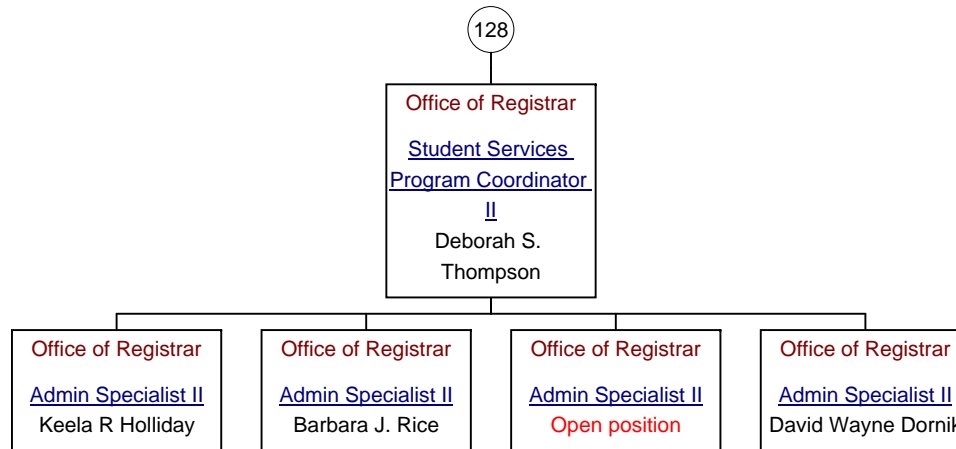 128
Office of Registrar
Student Services
Program Coordinator
II
Deborah S.
Thompson
Office of Registrar
Admin Specialist II
Keela R Holliday
Office of Registrar
Admin Specialist II
Barbara J. Rice
Office of Registrar
Admin Specialist II
Open position
Office of Registrar
Admin Specialist II
David Wayne Dornik